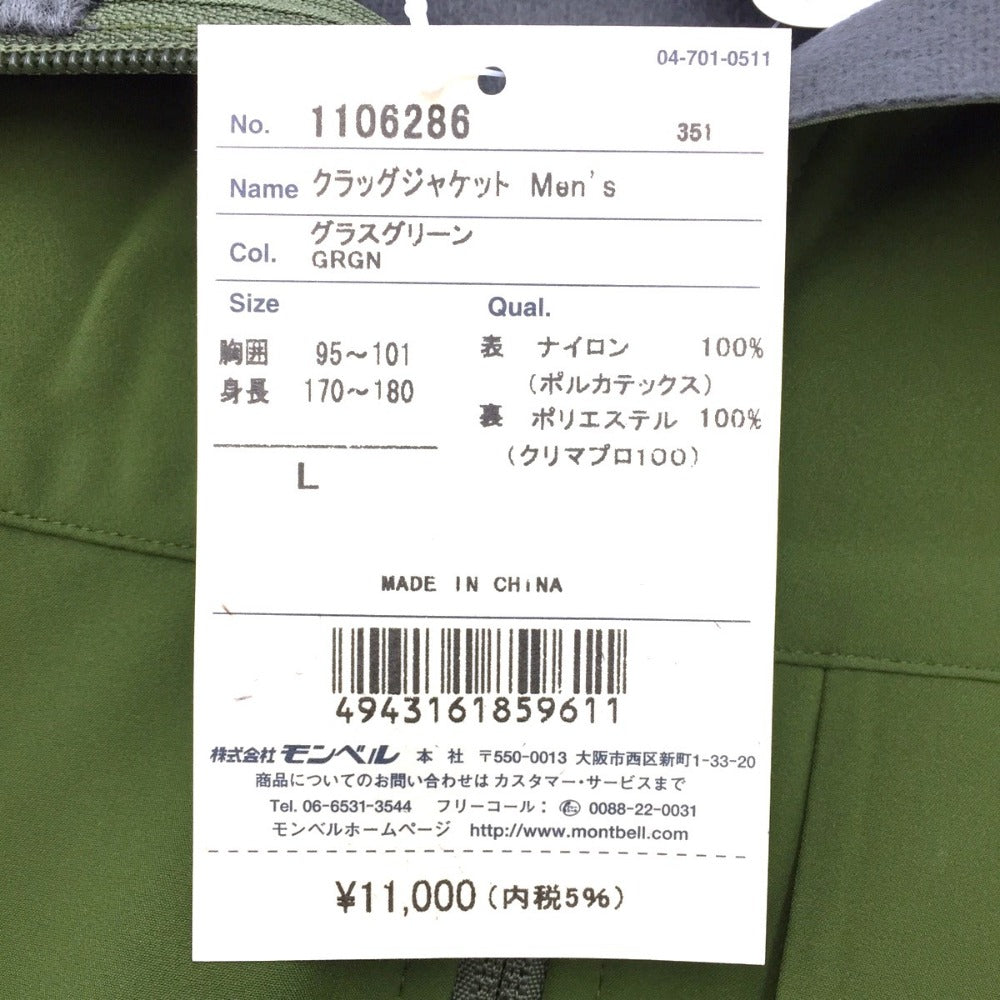 04-701-0511
No. 1106286 351
Name クラッグジャケット Men's
Col. グラスグリーン
GRGN
Size Qual.
胸囲 95~101 表 ナイロン 100%
身長 170~180 (ポルカテックス)
裏 ポリエステル 100%
L (クリマプロ100)
MADE IN CHINA
4943161859611
株式会社モンベル 本社 〒550-0013 大阪市西区新町1-33-20
商品についてのお問い合わせは カスタマー・サービスまで
Tel. 06-6531-3544 フリーコール: 0088-22-0031
モンベルホームページ http://www.montbell.com
¥11,000(内税5%)